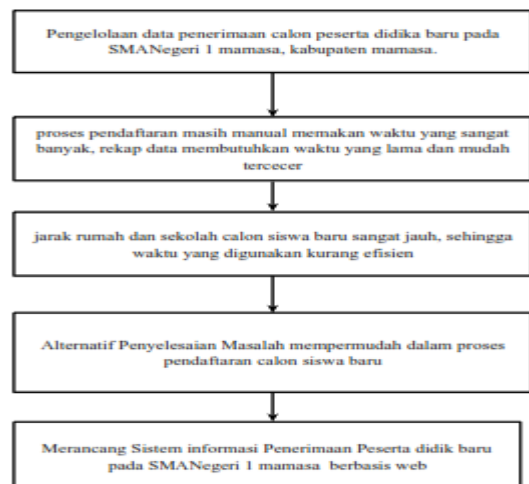 Pengelolaan data penerimaan calon peserta didika baru pada
SMANegeri 1 mamasa, kabupaten mamasa.
proses pendaftaran masih manual memakan waktu yang sangat
banyak, rekap data membutuhkan waktu yang lama dan mudah
tercecer
jarak rumah dan sekolah calon siswa baru sangat jauh, sehingga
waktu yang digunakan kurang efisien
Alternatif Penyelesaian Masalah mempermudah dalam proses
pendaftaran calon siswa baru
Merancang Sistem informasi Penerimaan Peserta didik baru
pada SMANegeri 1 mamasa berbasis web